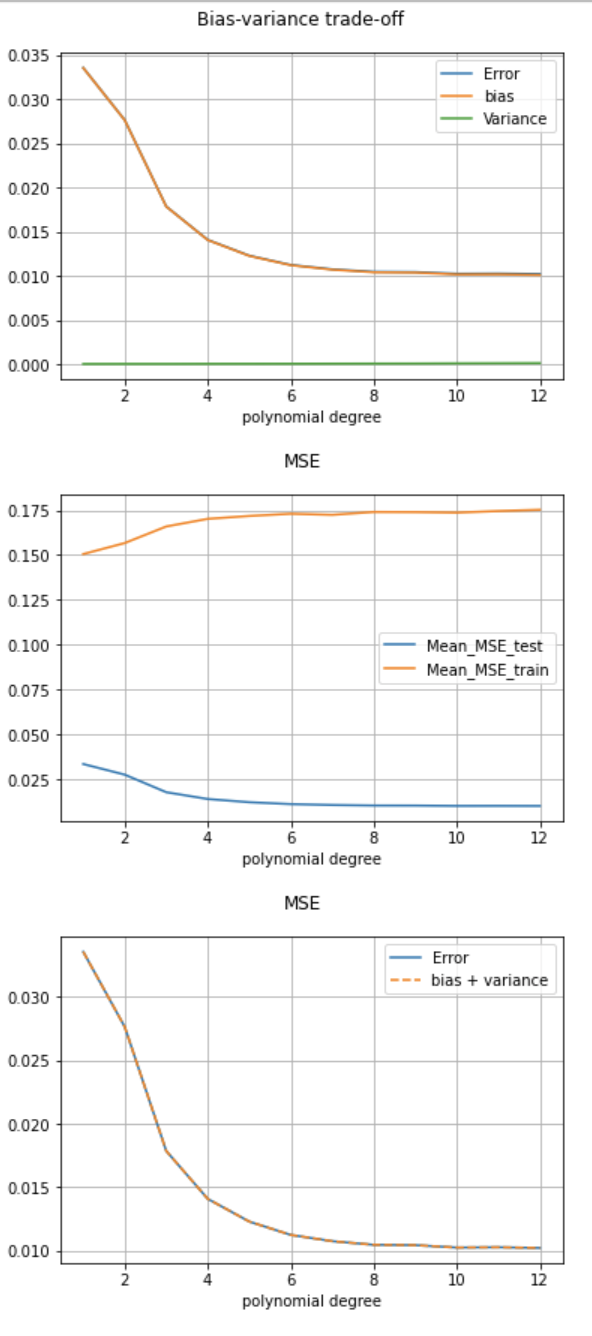 Bias-variance trade-off
0.035
0.030
0.025
0.020
0.015
0.010
0.005
0.000
Error
bias
Variance
2 4 6 8 10 12
polynomial degree
MSE
0.175
0.150
0.125
0.100
0.075
0.050
0.025
Mean_MSE_test
Mean_MSE_train
2 4 6 8 10 12
polynomial degree
MSE
0.030
0.025
0.020
0.015
0.010
Error
bias + variance
2 4 6 8 10 12
polynomial degree